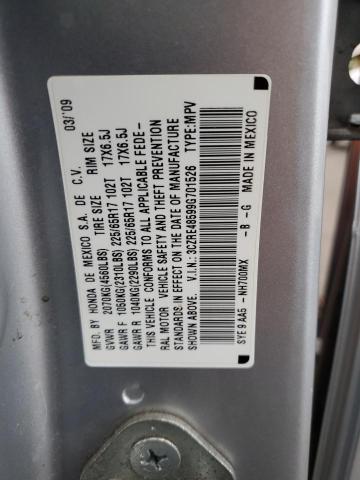 MFD. BY HONDA DE MEXICO S.A. DE C.V. 03/'09
GVWR 2070KG(4560LBS) TIRE SIZE RIM SIZE
GAWR F 1050KG(2310LBS) 225/65R17 102T 17X6.5J
GAWR R 1040KG(2290LBS) 225/65R17 102T 17X6.5J
THIS VEHICLE CONFORMS TO ALL APPLICABLE FEDE-
RAL MOTOR VEHICLE SAFETY AND THEFT PREVENTION
STANDARDS IN EFFECT ON THE DATE OF MANUFACTURE
SHOWN ABOVE. V.I.N.: 3CZRE48599G701526 TYPE:MPV
SYE 9 AA5 -NH700MX -B -G MADE IN MEXICO